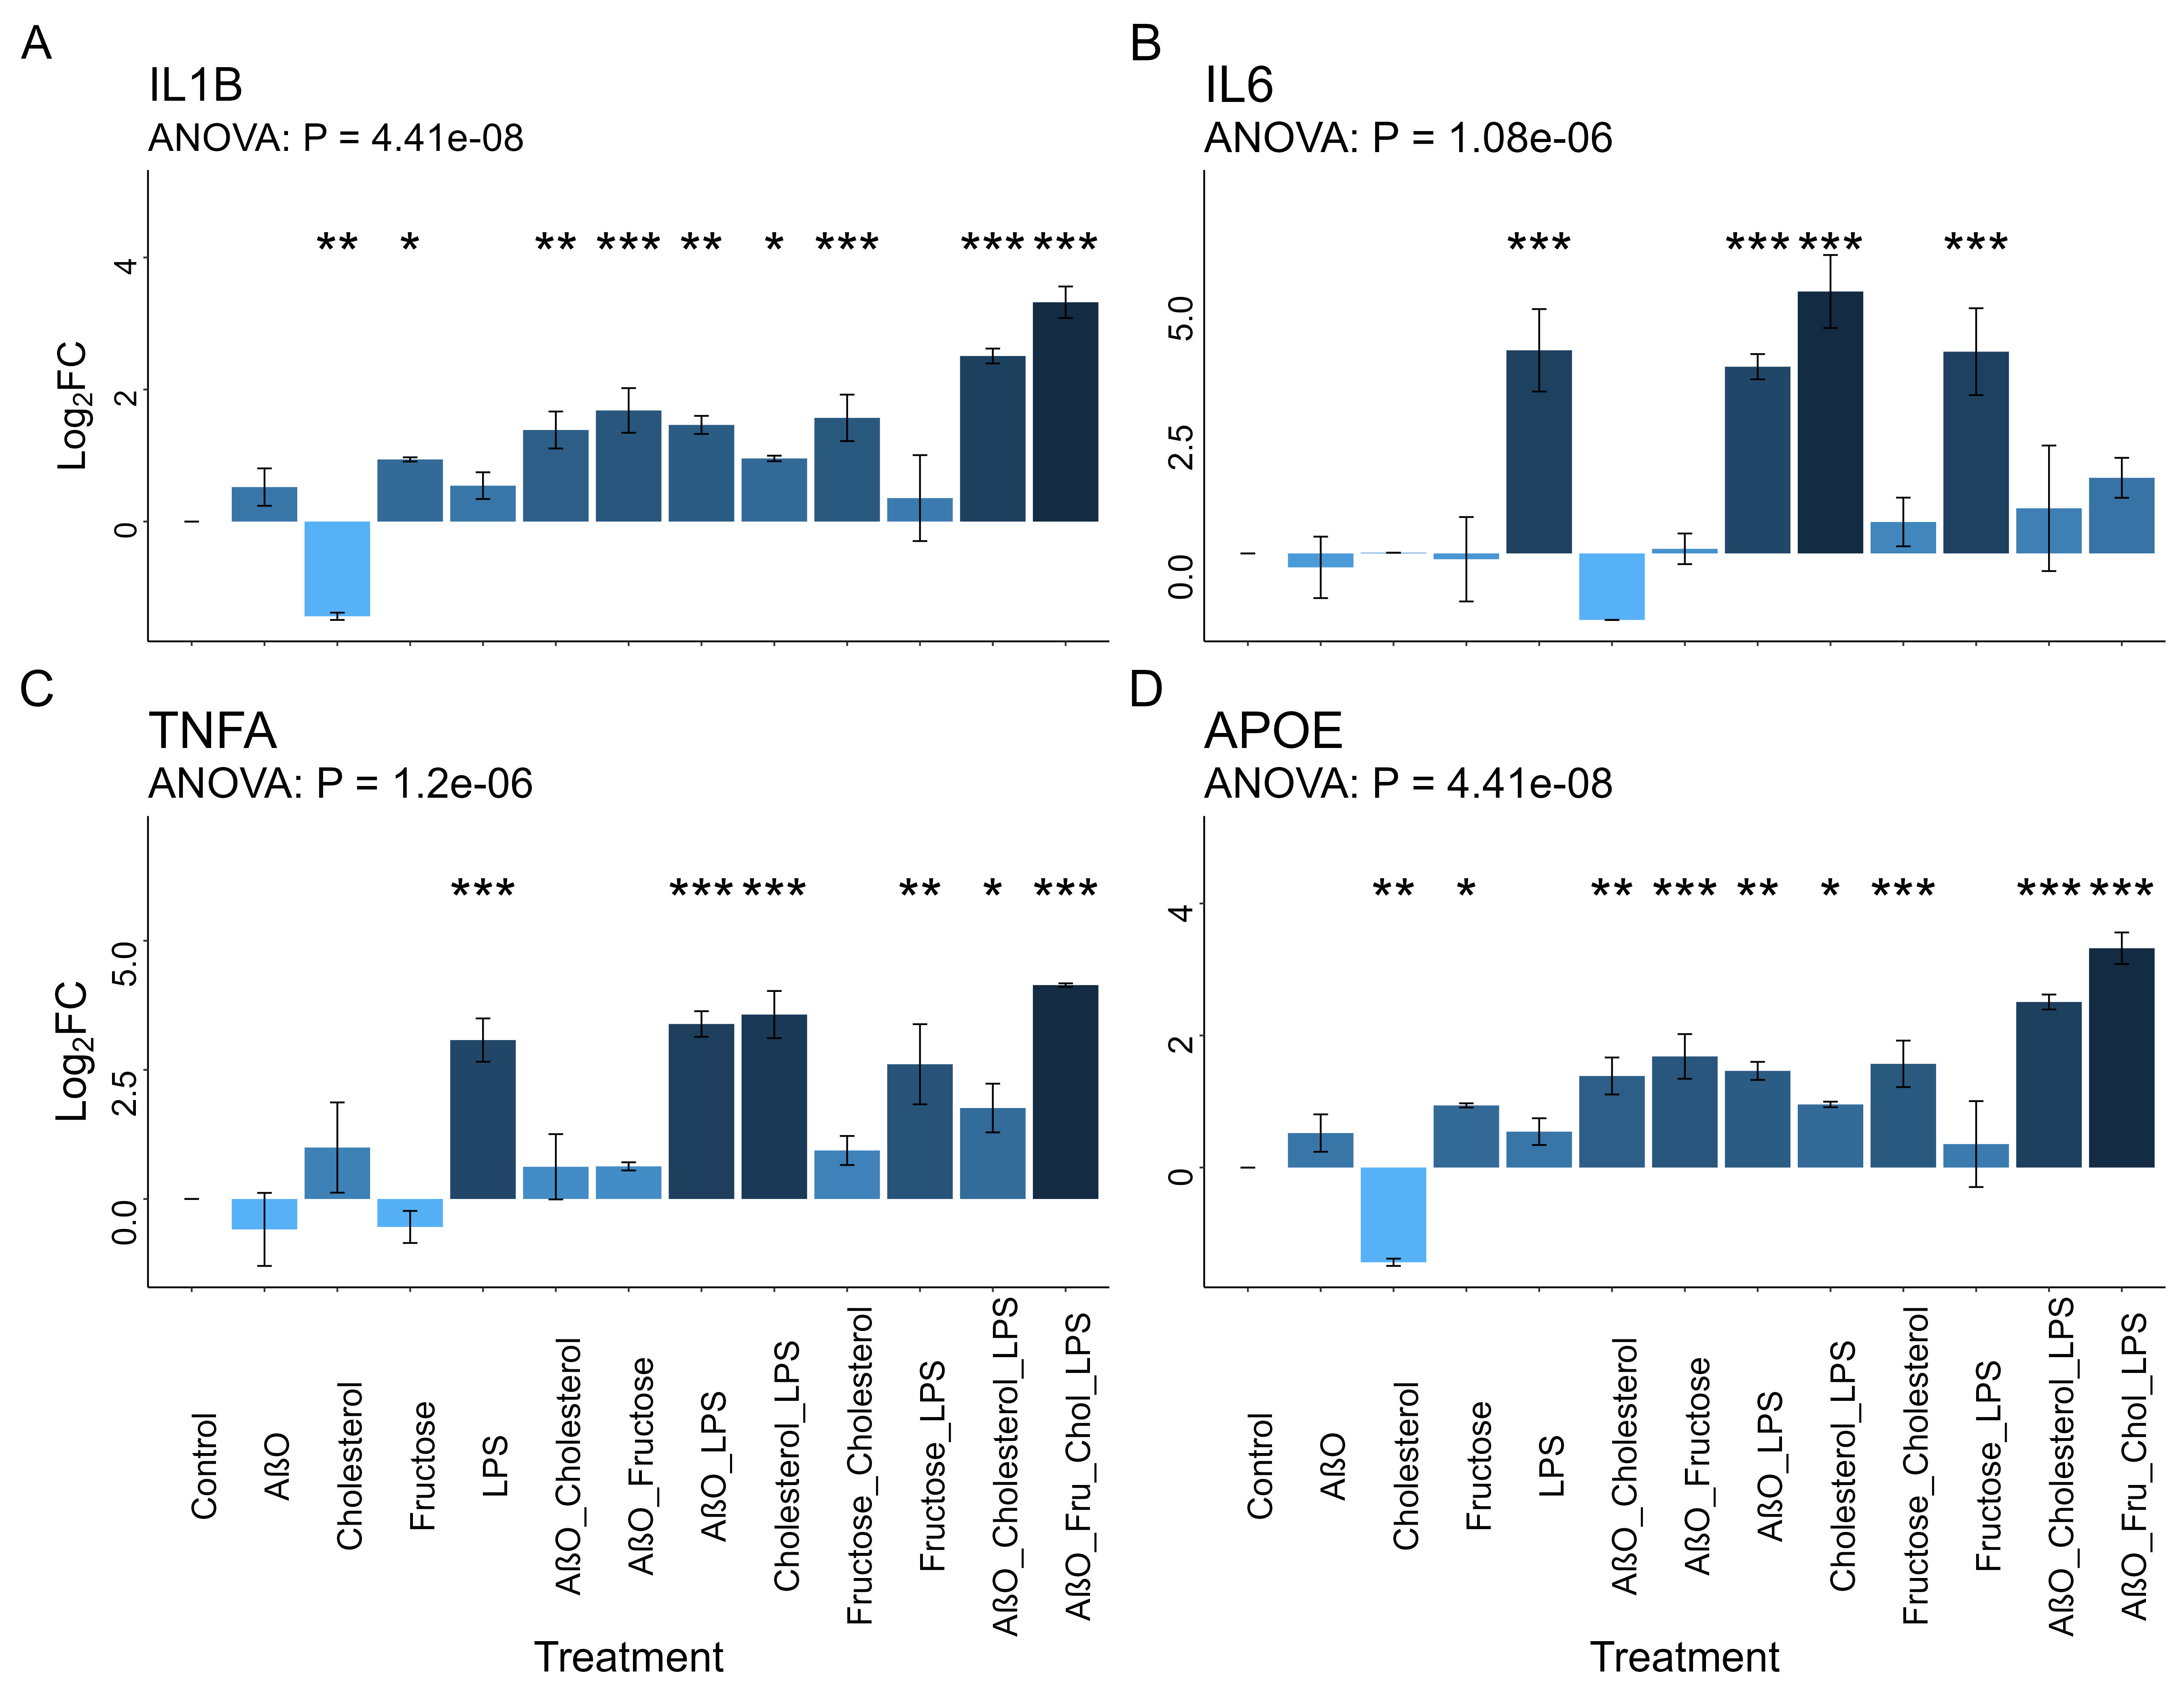 A
IL1B
ANOVA: P = 4.41e-08
Log2FC
4
2
0
** * ** *** ** * *** *** ***
B
IL6
ANOVA: P = 1.08e-06
5.0
2.5
0.0
*** *** *** ***
C
TNFA
ANOVA: P = 1.2e-06
Log2FC
5.0
2.5
0.0
*** *** *** ** * ***
Control
AßO
Cholesterol
Fructose
LPS
AßO_Cholesterol
AßO_Fructose
AßO_LPS
Cholesterol_LPS
Fructose_Cholesterol
Fructose_LPS
AßO_Cholesterol_LPS
AßO_Fru_Chol_LPS
Treatment
D
APOE
ANOVA: P = 4.41e-08
4
2
0
** * ** *** ** * *** *** ***
Control
AßO
Cholesterol
Fructose
LPS
AßO_Cholesterol
AßO_Fructose
AßO_LPS
Cholesterol_LPS
Fructose_Cholesterol
Fructose_LPS
AßO_Cholesterol_LPS
AßO_Fru_Chol_LPS
Treatment